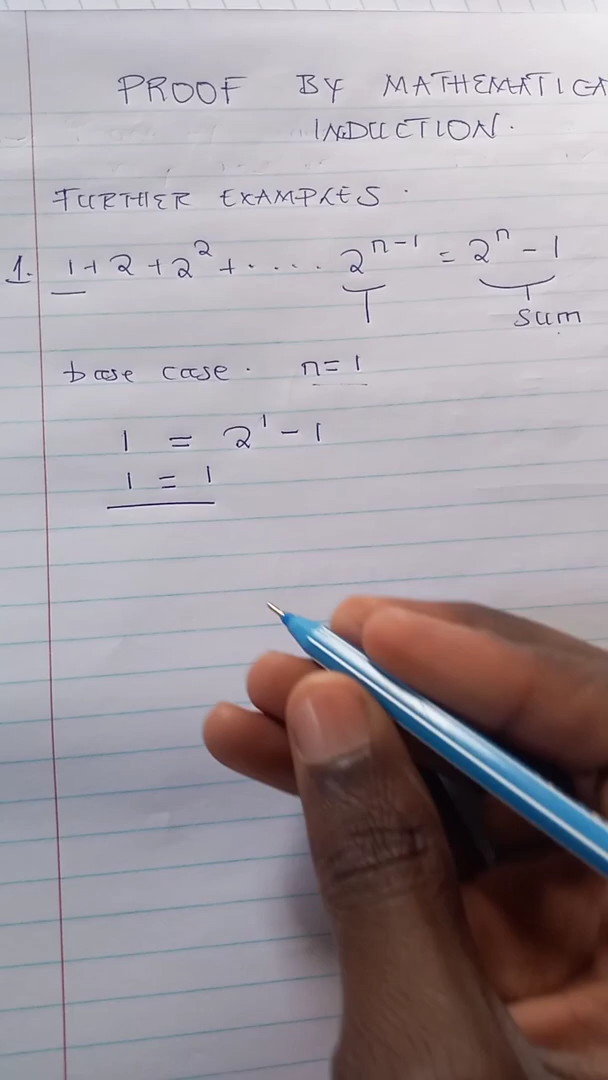 PROOF BY MATHEMATICA
INDUCTION.
FURTHER EXAMPLES.
1. 1 + 2 + 2² + . . . . 2ⁿ⁻¹ = 2ⁿ - 1
T
sum
base case. n = 1
1 = 2¹ - 1
1 = 1